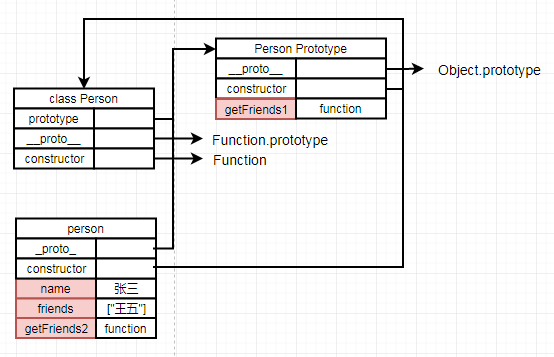 Person Prototype
__proto__
Object.prototype
constructor
getFriends1 function
class Person
prototype
__proto__
Function.prototype
constructor
Function
person
_proto_
constructor
name 张三
friends ["王五"]
getFriends2 function